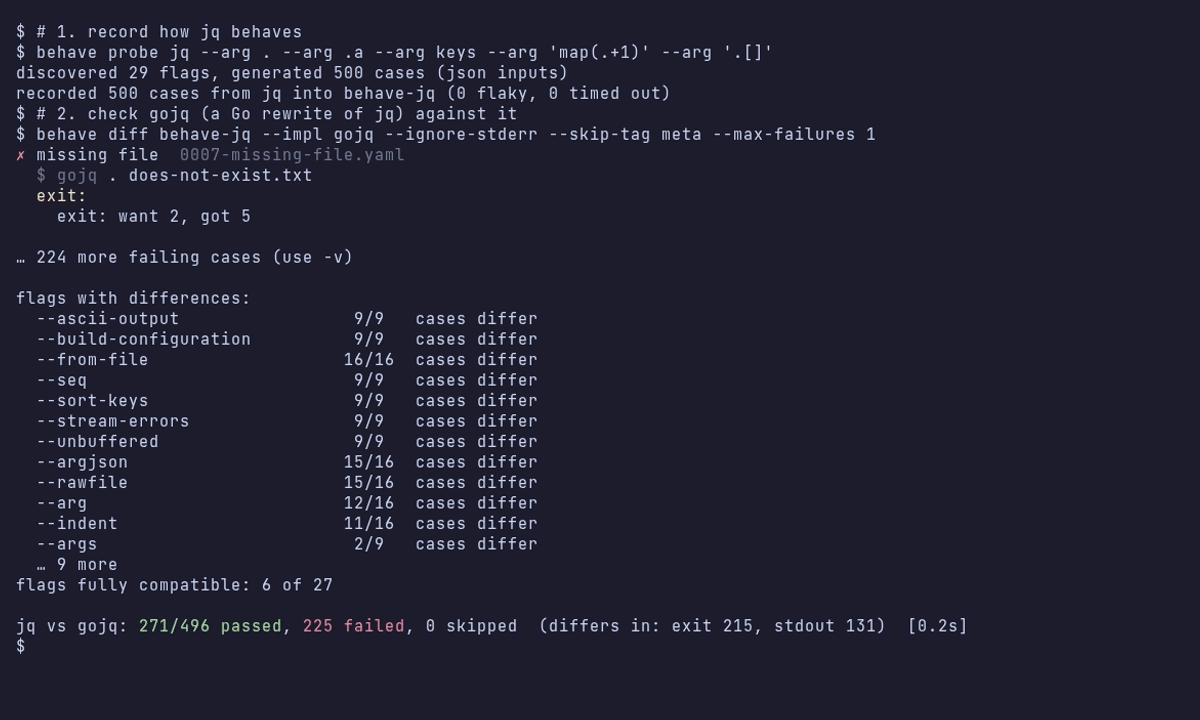 $ # 1. record how jq behaves
$ behave probe jq --arg . --arg .a --arg keys --arg 'map(.+1)' --arg '.[]'
discovered 29 flags, generated 500 cases (json inputs)
recorded 500 cases from jq into behave-jq (0 flaky, 0 timed out)
$ # 2. check gojq (a Go rewrite of jq) against it
$ behave diff behave-jq --impl gojq --ignore-stderr --skip-tag meta --max-failures 1
✗ missing file  0007-missing-file.yaml
  $ gojq . does-not-exist.txt
  exit:
    exit: want 2, got 5
… 224 more failing cases (use -v)
flags with differences:
  --ascii-output                 9/9   cases differ
  --build-configuration          9/9   cases differ
  --from-file                   16/16  cases differ
  --seq                          9/9   cases differ
  --sort-keys                    9/9   cases differ
  --stream-errors                9/9   cases differ
  --unbuffered                   9/9   cases differ
  --argjson                     15/16  cases differ
  --rawfile                     15/16  cases differ
  --arg                         12/16  cases differ
  --indent                      11/16  cases differ
  --args                         2/9   cases differ
  … 9 more
flags fully compatible: 6 of 27
jq vs gojq: 271/496 passed, 225 failed, 0 skipped  (differs in: exit 215, stdout 131)  [0.2s]
$